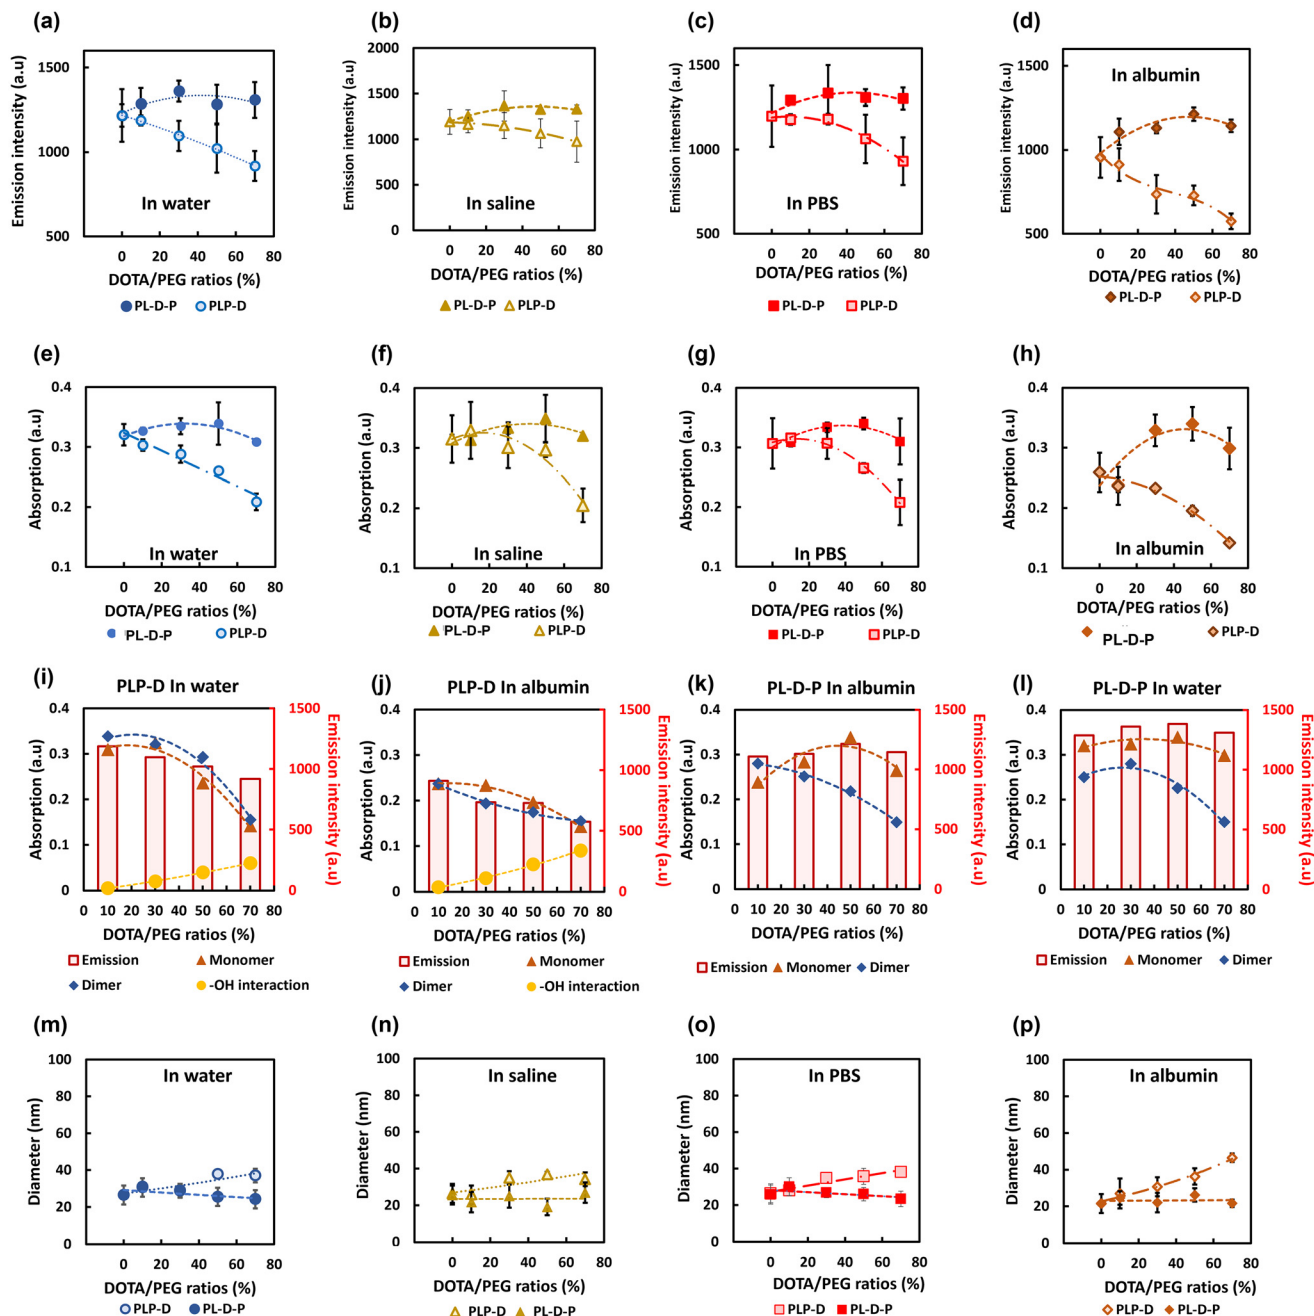 (a)
Emission intensity (a.u)
1500
1000
500
In water
0 20 40 60 80
DOTA/PEG ratios (%)
PL-D-P PLP-D
(b)
Emission intensity (a.u)
2000
1500
1000
500
0
In saline
0 20 40 60 80
DOTA/PEG ratios (%)
PL-D-P PLP-D
(c)
Emission intensity (a.u)
1500
1000
500
In PBS
0 20 40 60 80
DOTA/PEG ratios (%)
PL-D-P PLP-D
(d)
Emission intensity (a.u)
1500
1000
500
In albumin
0 20 40 60 80
DOTA/PEG ratios (%)
PL-D-P PLP-D
(e)
Absorption (a.u)
0.4
0.3
0.2
0.1
In water
0 20 40 60 80
DOTA/PEG ratios (%)
PL-D-P PLP-D
(f)
Absorption (a.u)
0.4
0.3
0.2
0.1
In saline
0 20 40 60 80
DOTA/PEG ratios (%)
PL-D-P PLP-D
(g)
Absorption (a.u)
0.4
0.3
0.2
0.1
In PBS
0 20 40 60 80
DOTA/PEG ratios (%)
PL-D-P PLP-D
(h)
Absorption (a.u)
0.4
0.3
0.2
0.1
In albumin
0 20 40 60 80
DOTA/PEG ratios (%)
PL-D-P PLP-D
(i)
PLP-D In water
Absorption (a.u)
0.4
0.3
0.2
0.1
0
1500
1000
500
0
Emission intensity (a.u)
0 10 20 30 40 50 60 70 80
DOTA/PEG ratios (%)
Emission Monomer
Dimer -OH interaction
(j)
PLP-D In albumin
Absorption (a.u)
0.4
0.3
0.2
0.1
0
1500
1000
500
0
Emission intensity (a.u)
0 10 20 30 40 50 60 70 80
DOTA/PEG ratios (%)
Emission Monomer
Dimer -OH interaction
(k)
PL-D-P In albumin
Absorption (a.u)
0.4
0.3
0.2
0.1
0
1500
1000
500
0
Emission intensity (a.u)
0 10 20 30 40 50 60 70 80
DOTA/PEG ratios (%)
Emission Monomer Dimer
(l)
PL-D-P In water
Absorption (a.u)
0.4
0.3
0.2
0.1
0
1500
1000
500
0
Emission intensity (a.u)
0 10 20 30 40 50 60 70 80
DOTA/PEG ratios (%)
Emission Monomer Dimer
(m)
Diameter (nm)
100
80
60
40
20
0
In water
0 20 40 60 80
DOTA/PEG ratios (%)
PLP-D PL-D-P
(n)
Diameter (nm)
100
80
60
40
20
0
In saline
0 20 40 60 80
DOTA/PEG ratios (%)
PLP-D PL-D-P
(o)
Diameter (nm)
100
80
60
40
20
0
In PBS
0 20 40 60 80
DOTA/PEG ratios (%)
PLP-D PL-D-P
(p)
Diameter (nm)
100
80
60
40
20
0
In albumin
0 20 40 60 80
DOTA/PEG ratios (%)
PLP-D PL-D-P